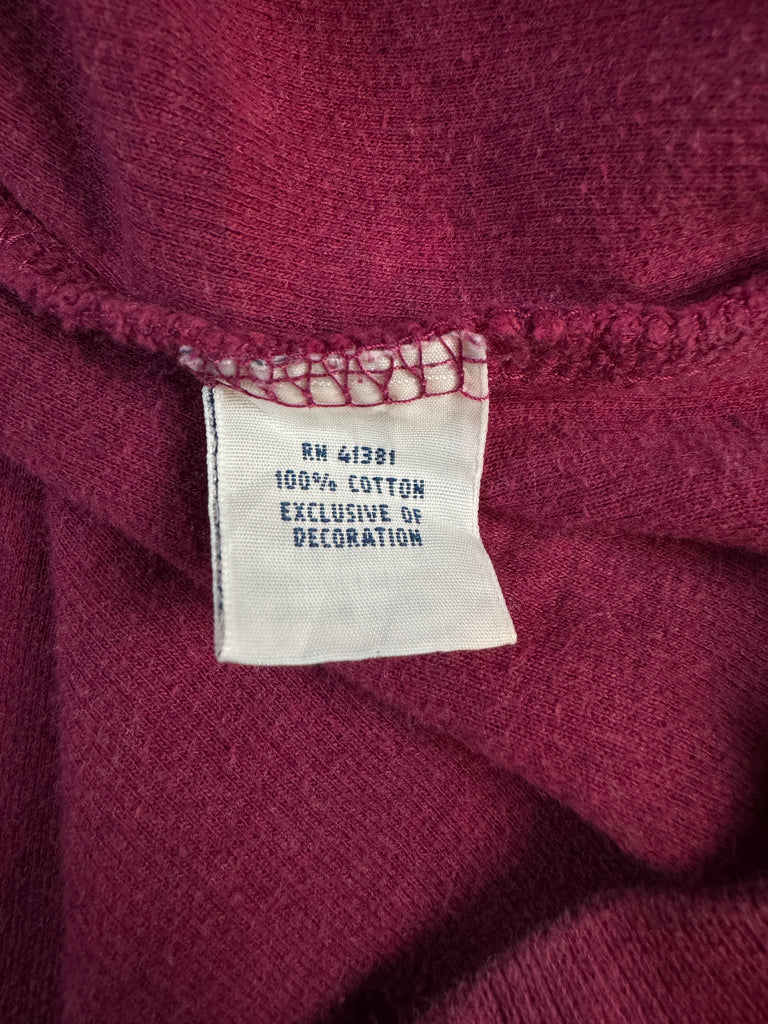 RN 41381
100% COTTON
EXCLUSIVE OF
DECORATION